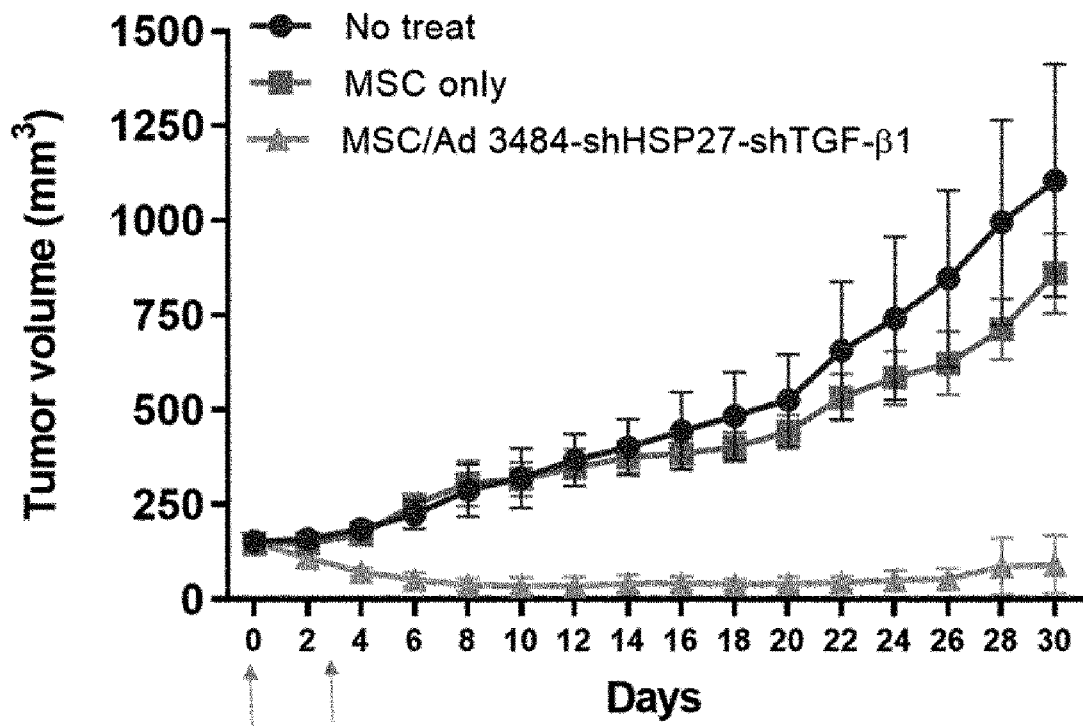 1500
No treat
MSC only
1250
MSC/Ad 3484-shHSP27-shTGF-β1
1000
750
500
250
0
Tumor volume (mm³)
0 2 4 6 8 10 12 14 16 18 20 22 24 26 28 30
Days